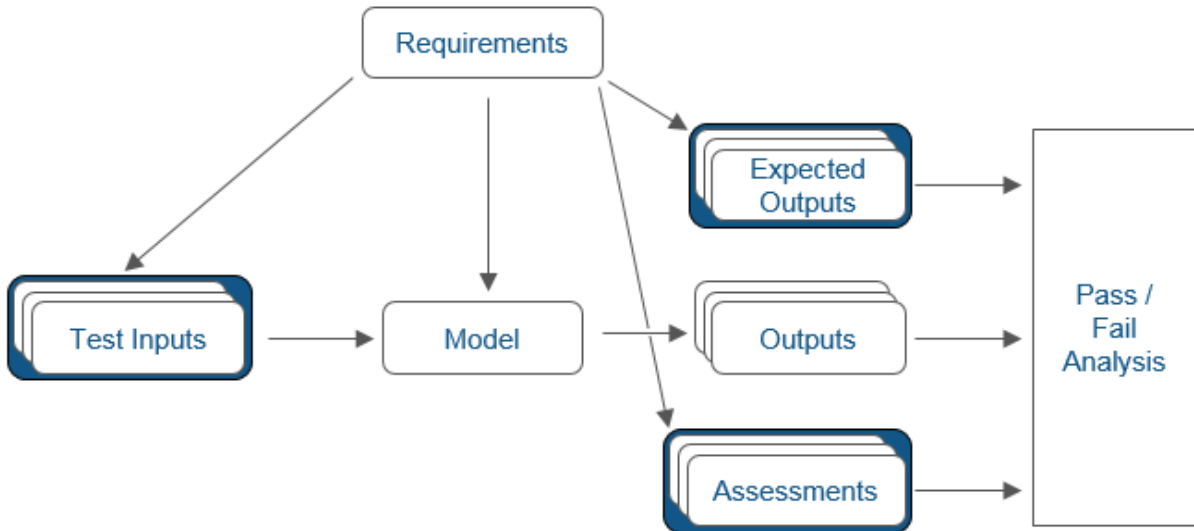 Requirements
Expected
Outputs
Test Inputs
Model
Outputs
Pass /
Fail
Analysis
Assessments